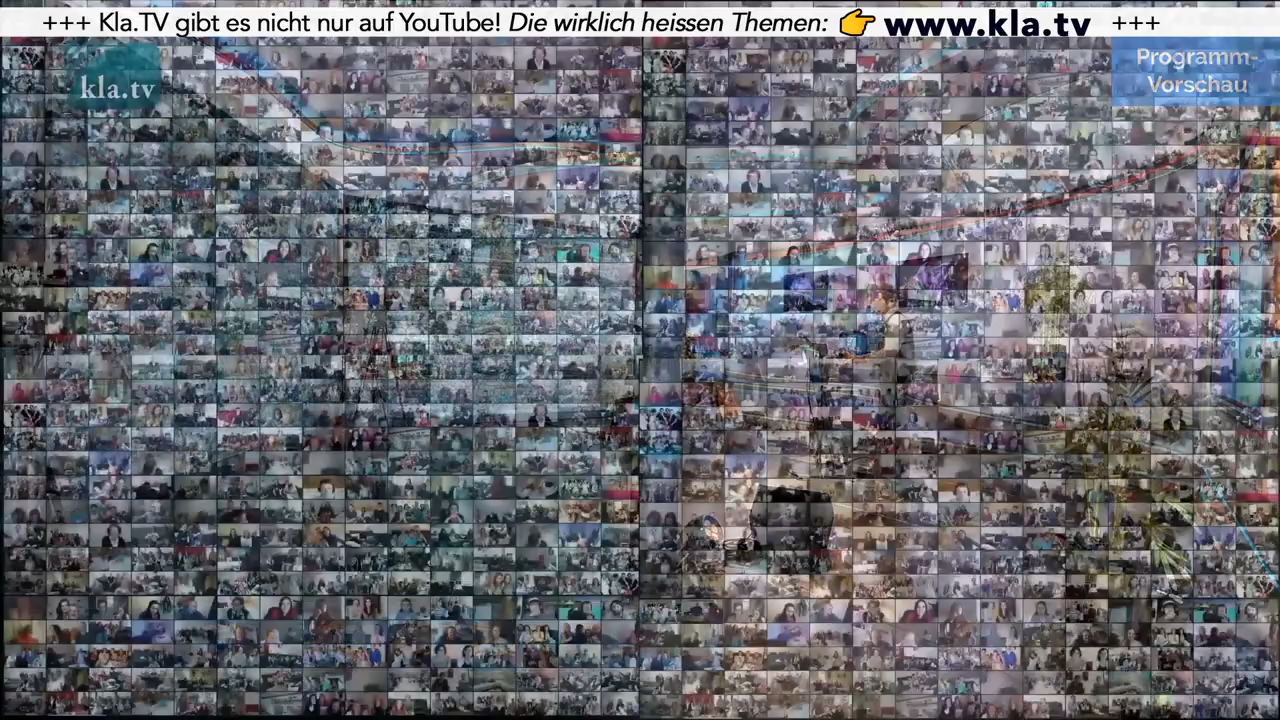 +++ Kla.TV gibt es nicht nur auf YouTube! Die wirklich heissen Themen: 👉 www.kla.tv +++
kla.tv
Programm-
Vorschau